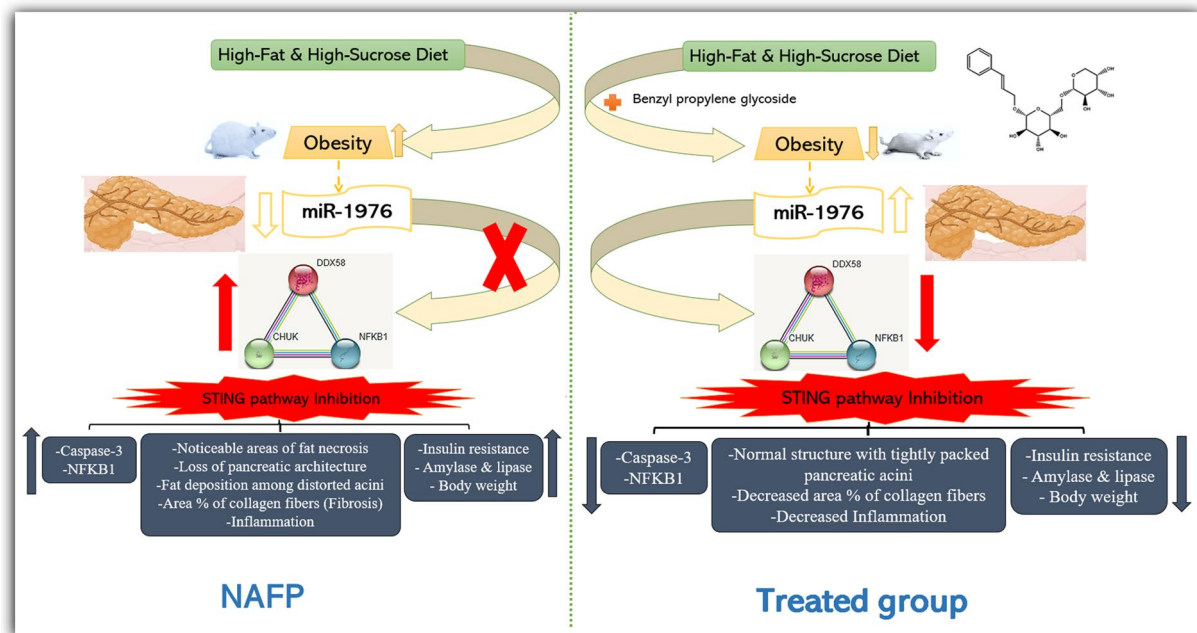 High-Fat & High-Sucrose Diet
Obesity
miR-1976
DDX58
CHUK
NFKB1
STING pathway Inhibition
-Caspase-3
-NFKB1
-Noticeable areas of fat necrosis
-Loss of pancreatic architecture
-Fat deposition among distorted acini
-Area % of collagen fibers (Fibrosis)
-Inflammation
-Insulin resistance
- Amylase & lipase
- Body weight
NAFP
High-Fat & High-Sucrose Diet
Benzyl propylene glycoside
Obesity
miR-1976
DDX58
CHUK
NFKB1
STING pathway Inhibition
-Caspase-3
-NFKB1
-Normal structure with tightly packed
pancreatic acini
-Decreased area % of collagen fibers
-Decreased Inflammation
-Insulin resistance
- Amylase & lipase
- Body weight
Treated group